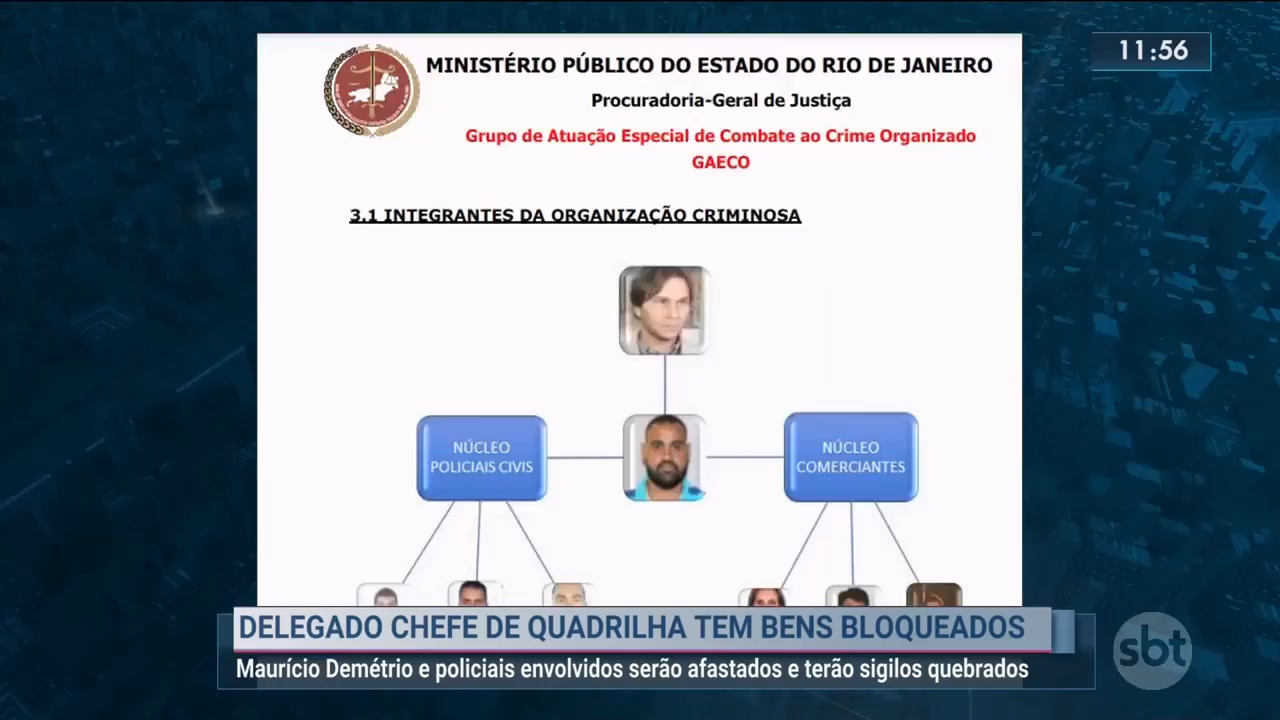 11:56
MINISTÉRIO PÚBLICO DO ESTADO DO RIO DE JANEIRO
Procuradoria-Geral de Justiça
Grupo de Atuação Especial de Combate ao Crime Organizado
GAECO
3.1 INTEGRANTES DA ORGANIZAÇÃO CRIMINOSA
NÚCLEO
POLICIAIS CIVIS
NÚCLEO
COMERCIANTES
DELEGADO CHEFE DE QUADRILHA TEM BENS BLOQUEADOS
Maurício Demétrio e policiais envolvidos serão afastados e terão sigilos quebrados
sbt